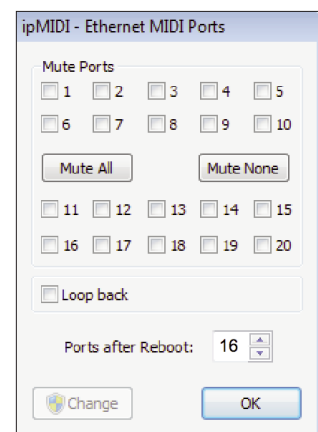 ipMIDI - Ethernet MIDI Ports
Mute Ports
1 2 3 4 5
6 7 8 9 10
Mute All Mute None
11 12 13 14 15
16 17 18 19 20
Loop back
Ports after Reboot: 16
Change OK